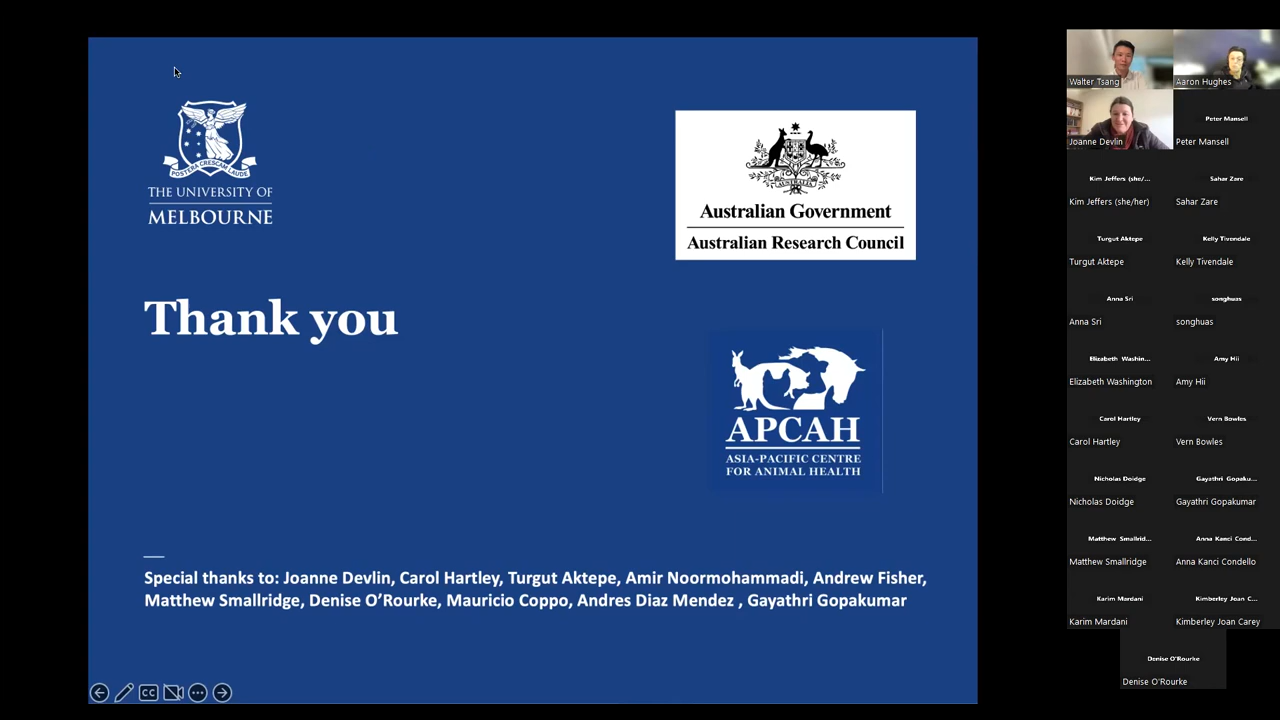 POSTERA CRESCAM LAUDE
THE UNIVERSITY OF
MELBOURNE
AUSTRALIA
Australian Government
Australian Research Council
Thank you
APCAH
ASIA-PACIFIC CENTRE
FOR ANIMAL HEALTH
Special thanks to: Joanne Devlin, Carol Hartley, Turgut Aktepe, Amir Noormohammadi, Andrew Fisher,
Matthew Smallridge, Denise O'Rourke, Mauricio Coppo, Andres Diaz Mendez , Gayathri Gopakumar
CC
Walter Tsang
Aaron Hughes
Joanne Devlin
Peter Mansell
Peter Mansell
Kim Jeffers (she/...
Sahar Zare
Kim Jeffers (she/her)
Sahar Zare
Turgut Aktepe
Kelly Tivendale
Turgut Aktepe
Kelly Tivendale
Anna Sri
songhuas
Anna Sri
songhuas
Elizabeth Washin...
Amy Hii
Elizabeth Washington
Amy Hii
Carol Hartley
Vern Bowles
Carol Hartley
Vern Bowles
Nicholas Doidge
Gayathri Gopaku...
Nicholas Doidge
Gayathri Gopakumar
Matthew Smallrid...
Anna Kanci Cond...
Matthew Smallridge
Anna Kanci Condello
Karim Mardani
Kimberley Joan C...
Karim Mardani
Kimberley Joan Carey
Denise O'Rourke
Denise O'Rourke